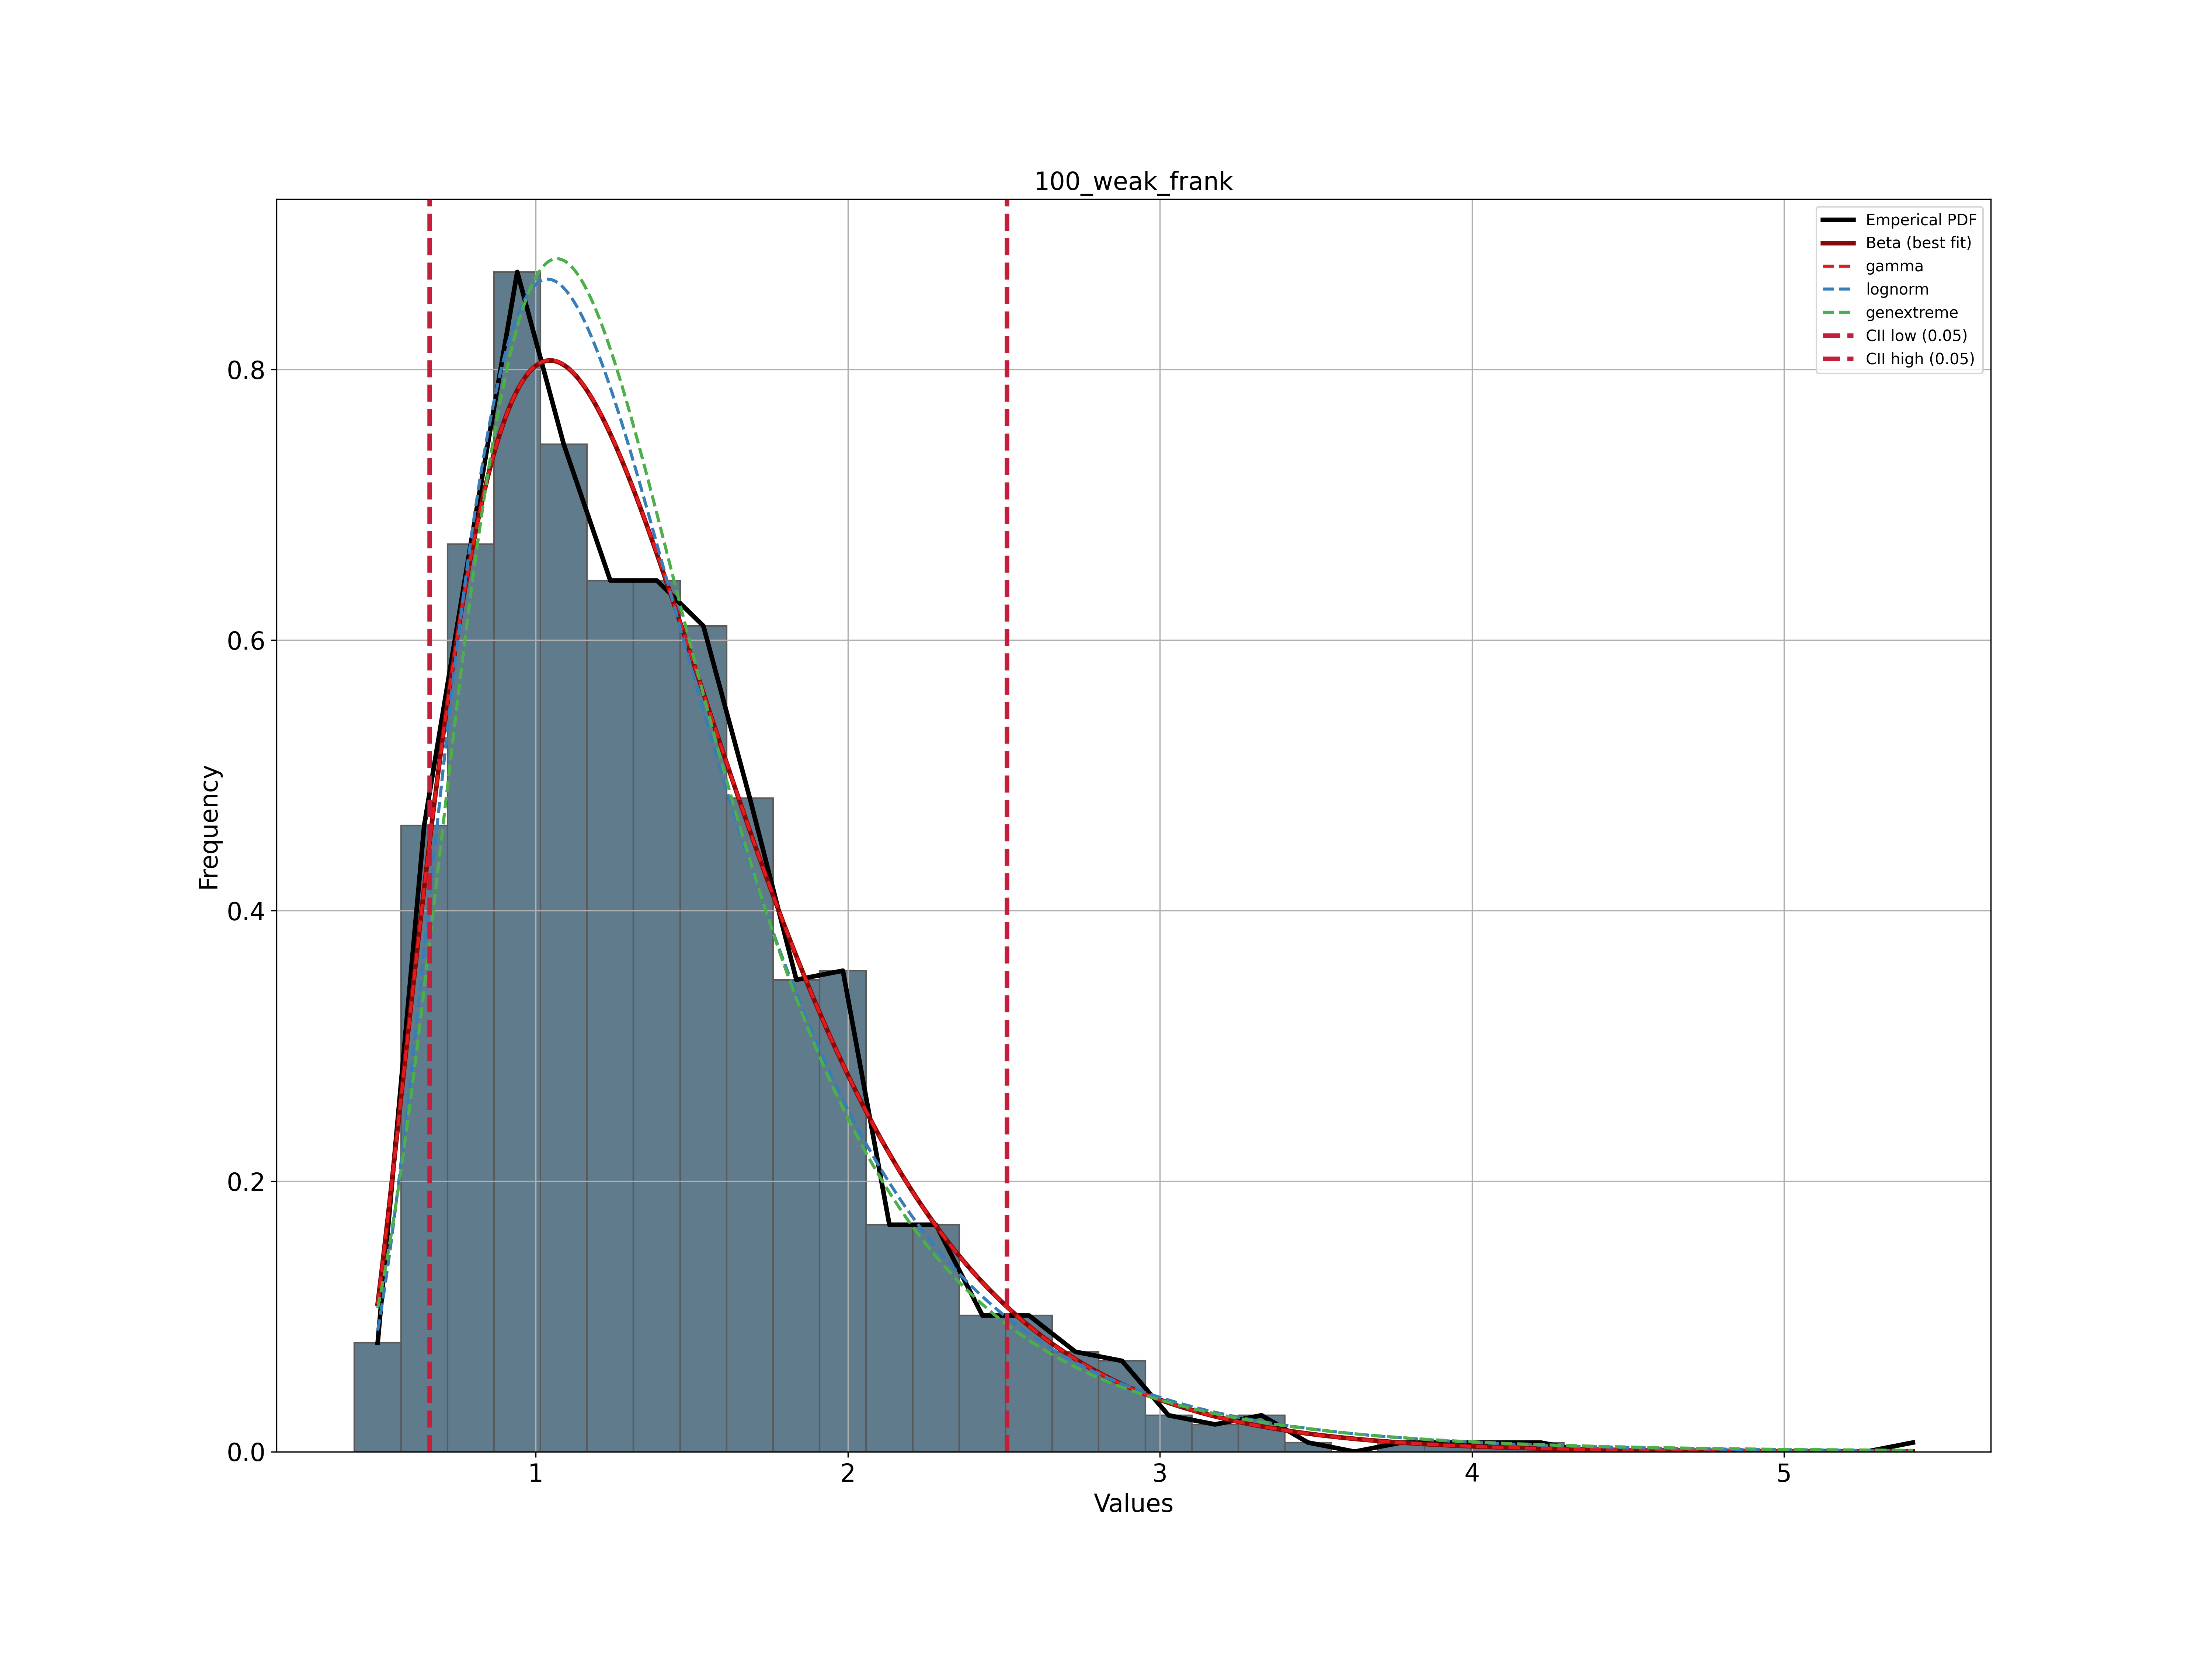 100_weak_frank
Emperical PDF
Beta (best fit)
gamma
lognorm
genextreme
CII low (0.05)
CII high (0.05)
0.8
0.6
0.4
0.2
0.0
Frequency
1 2 3 4 5
Values